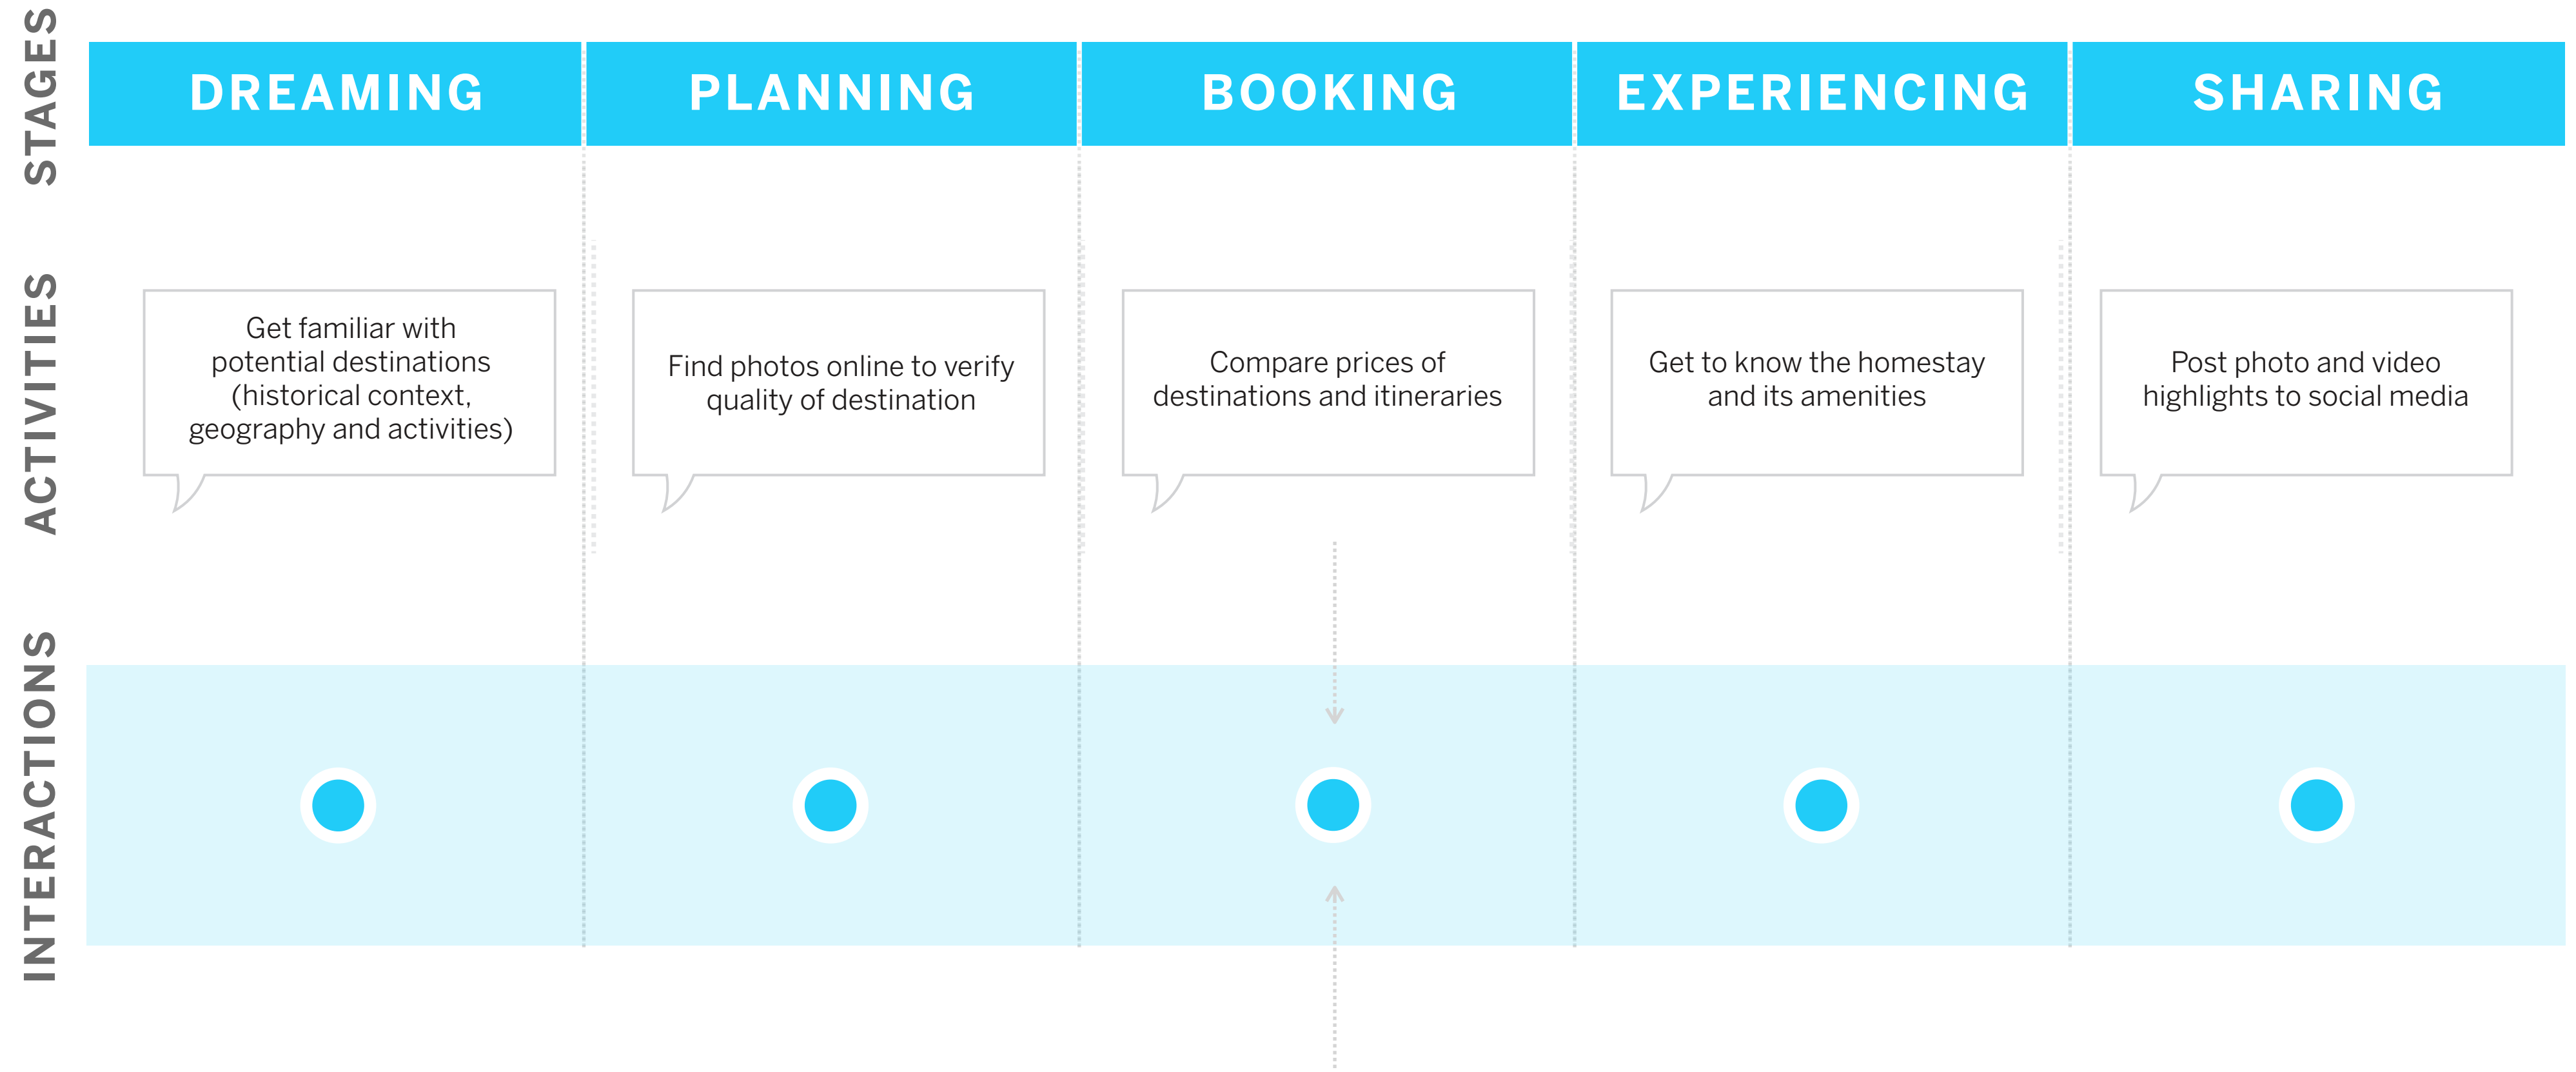 STAGES
DREAMING
PLANNING
BOOKING
EXPERIENCING
SHARING
ACTIVITIES
Get familiar with
potential destinations
(historical context,
geography and activities)
Find photos online to verify
quality of destination
Compare prices of
destinations and itineraries
Get to know the homestay
and its amenities
Post photo and video
highlights to social media
INTERACTIONS